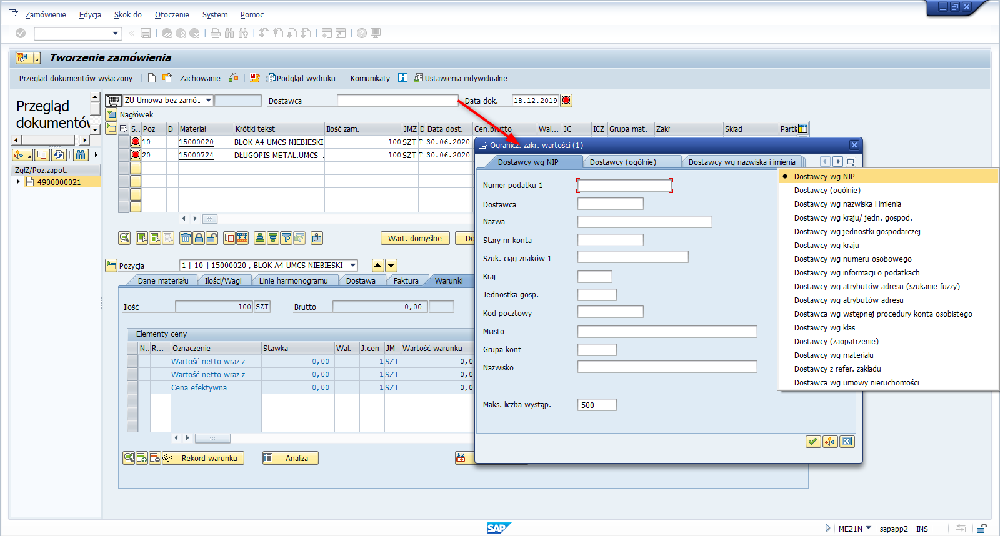 Zamówienie Edycja Skok do Otoczenie System Pomoc
Tworzenie zamówienia
Przegląd dokumentów wyłączony Zachowanie Podgląd wydruku Komunikaty Ustawienia indywidualne
Przegląd
dokumentów
ZU Umowa bez zamó... Dostawca Data dok. 18.12.2019
Nagłówek
S.. Poz D Materiał Krótki tekst Ilość zam. JMZ D Data dost. Cen.brutto Wal... JC ICZ Grupa mat. Zakł Skład Parti
10 15000020 BLOK A4 UMCS NIEBIESKI 100 SZT T 30.06.2020
20 15000724 DŁUGOPIS METAL.UMCS .. 100 SZT T 30.06.2020
ZgłZ/Poz.zapot.
4900000021
Wart. domyślne Do
Pozycja 1 [ 10 ] 15000020 , BLOK A4 UMCS NIEBIESKI
Dane materiału Ilości/Wagi Linie harmonogramu Dostawa Faktura Warunki
Ilość 100 SZT Brutto 0,00
Elementy ceny
N.. R... Oznaczenie Stawka Wal. J.cen JM Wartość warunku
Wartość netto wraz z 0,00 1 SZT 0,0
Wartość netto wraz z 0,00 1 SZT 0,0
Cena efektywna 0,00 1 SZT 0,0
Rekord warunku Analiza
Ogranicz. zakr. wartości (1)
Dostawcy wg NIP Dostawcy (ogólnie) Dostawcy wg nazwiska i imienia
Numer podatku 1
Dostawca
Nazwa
Stary nr konta
Szuk. ciąg znaków 1
Kraj
Jednostka gosp.
Kod pocztowy
Miasto
Grupa kont
Nazwisko
Maks. liczba wystąp. 500
Dostawcy wg NIP
Dostawcy (ogólnie)
Dostawcy wg nazwiska i imienia
Dostawcy wg kraju/ jedn. gospod.
Dostawcy wg jednostki gospodarczej
Dostawcy wg kraju
Dostawcy wg numeru osobowego
Dostawcy wg informacji o podatkach
Dostawcy wg atrybutów adresu (szukanie fuzzy)
Dostawcy wg atrybutów adresu
Dostawca wg wstępnej procedury konta osobistego
Dostawcy wg klas
Dostawcy (zaopatrzenie)
Dostawcy wg materiału
Dostawcy z refer. zakładu
Dostawca wg umowy nieruchomości
SAP
ME21N sapapp2 INS